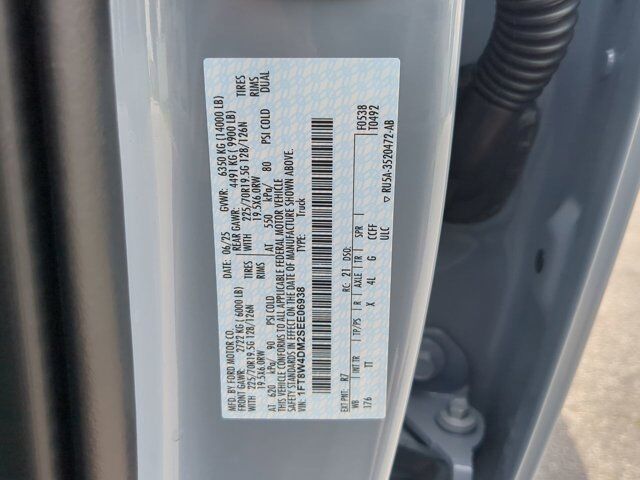 MFD. BY FORD MOTOR CO.
DATE: 06/25 GVWR: 6350 KG (14000 LB)
FRONT GAWR: 2722 KG ( 6000 LB) REAR GAWR: 4491 KG ( 9900 LB)
WITH 225/70R19.5G 128/126N TIRES WITH 225/70R19.5G 128/126N TIRES
19.5X6.0RW RIMS 19.5X6.0RW RIMS
AT 620 kPa/ 90 PSI COLD AT 550 kPa/ 80 PSI COLD DUAL
THIS VEHICLE CONFORMS TO ALL APPLICABLE FEDERAL MOTOR VEHICLE
SAFETY STANDARDS IN EFFECT ON THE DATE OF MANUFACTURE SHOWN ABOVE.
VIN: 1FT8W4DM2SEE06938 TYPE: Truck
F0538
T0492
EXT PNT: R7 RC: 21 DSO:
WB INT TR TP/PS R AXLE TR SPR
176 TT X 4L G CCFF
ULC
▽ RU5A-3520472-AB